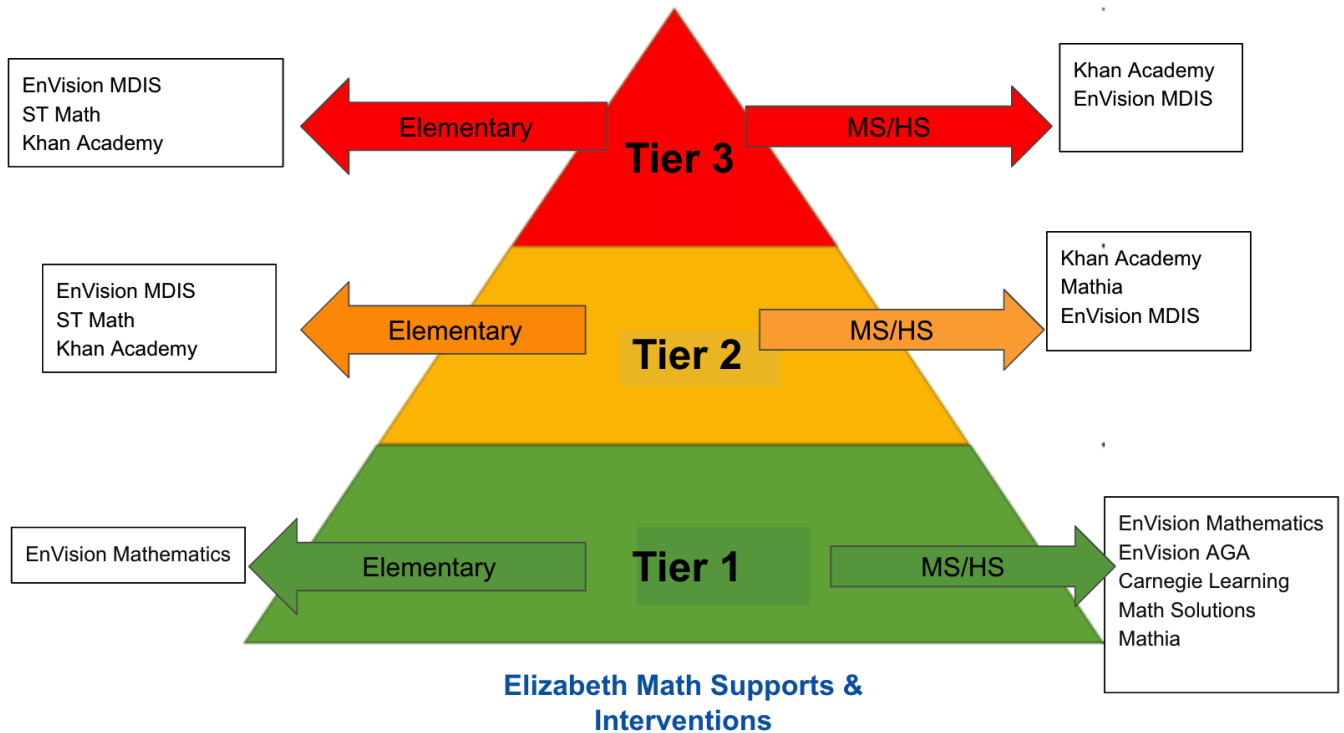 EnVision MDIS
ST Math
Khan Academy
Elementary
Tier 3
MS/HS
Khan Academy
EnVision MDIS
EnVision MDIS
ST Math
Khan Academy
Elementary
Tier 2
MS/HS
Khan Academy
Mathia
EnVision MDIS
EnVision Mathematics
Elementary
Tier 1
MS/HS
EnVision Mathematics
EnVision AGA
Carnegie Learning
Math Solutions
Mathia
Elizabeth Math Supports &
Interventions